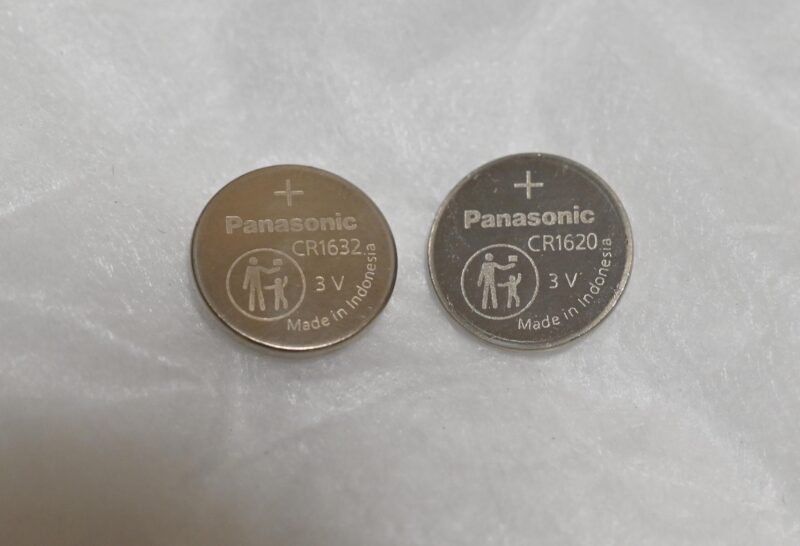 +
Panasonic
CR1632
3 V
Made in Indonesia
+
Panasonic
CR1620
3 V
Made in Indonesia